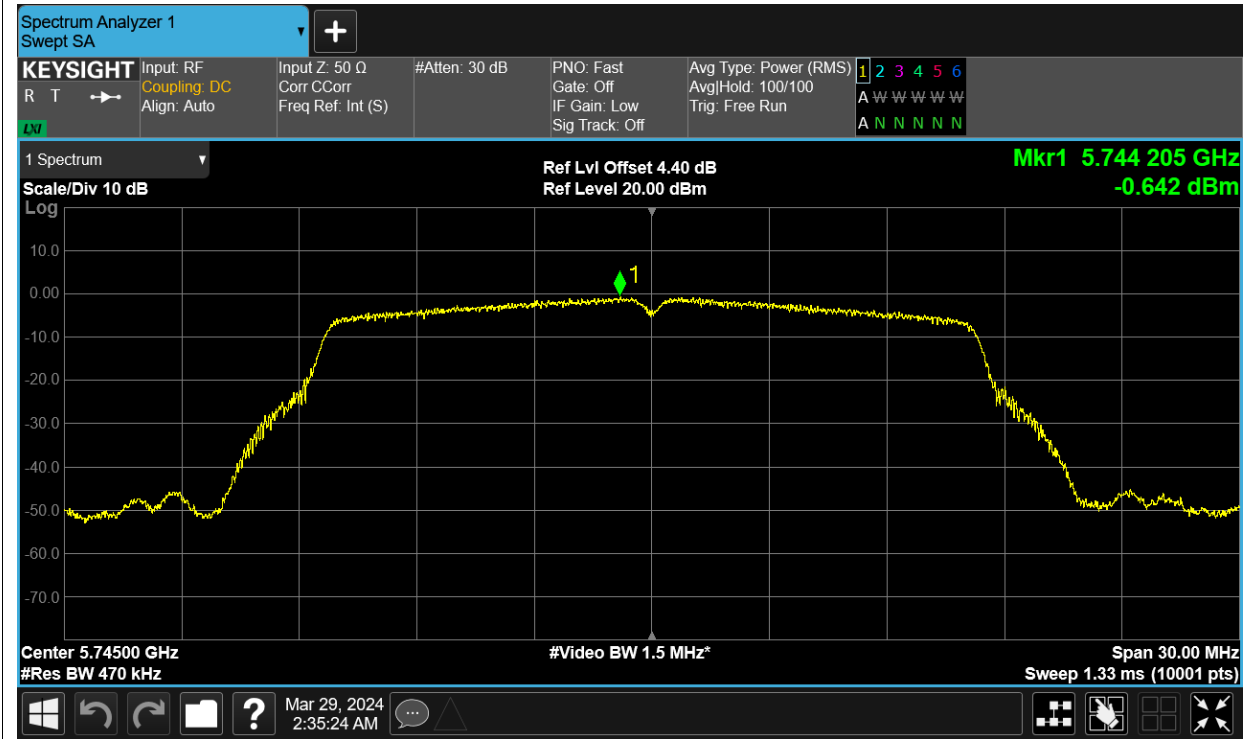 Spectrum Analyzer 1
Swept SA
KEYSIGHT
R T
LXI
Input: RF
Coupling: DC
Align: Auto
Input Z: 50 Ω
Corr CCorr
Freq Ref: Int (S)
#Atten: 30 dB
PNO: Fast
Gate: Off
IF Gain: Low
Sig Track: Off
Avg Type: Power (RMS)
Avg|Hold: 100/100
Trig: Free Run
1 2 3 4 5 6
A W W W W W
A N N N N N
1 Spectrum
Scale/Div 10 dB
Log
Ref Lvl Offset 4.40 dB
Ref Level 20.00 dBm
Mkr1 5.744 205 GHz
-0.642 dBm
1
10.0
0.00
-10.0
-20.0
-30.0
-40.0
-50.0
-60.0
-70.0
Center 5.74500 GHz
#Res BW 470 kHz
#Video BW 1.5 MHz*
Span 30.00 MHz
Sweep 1.33 ms (10001 pts)
?
Mar 29, 2024
2:35:24 AM